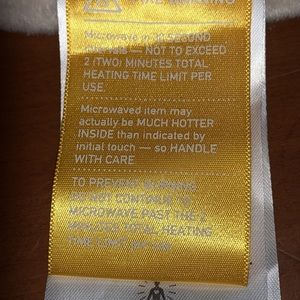 WARNING
Microwave in 30 SECOND
— NOT TO EXCEED
2 (TWO) MINUTES TOTAL
HEATING TIME LIMIT PER
USE.
Microwaved item may
actually be MUCH HOTTER
INSIDE than indicated by
initial touch — so HANDLE
WITH CARE
TO PREVENT BURNING
DO NOT CONTINUE TO
MICROWAVE PAST THE 2
MINUTES TOTAL HEATING
TIME LIMIT